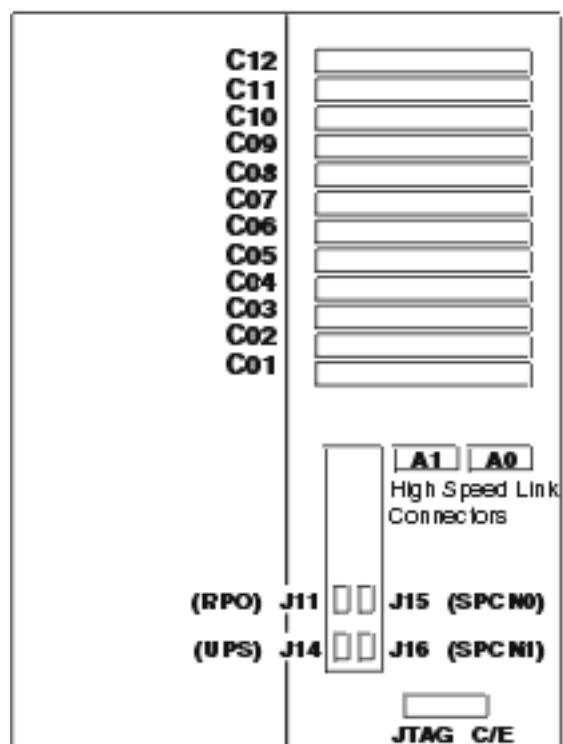 C12
C11
C10
C09
C08
C07
C06
C05
C04
C03
C02
C01
A1 A0
High Speed Link
Connectors
(RPO) J11 J15 (SPCN0)
(UPS) J14 J16 (SPCN1)
JTAG C/E